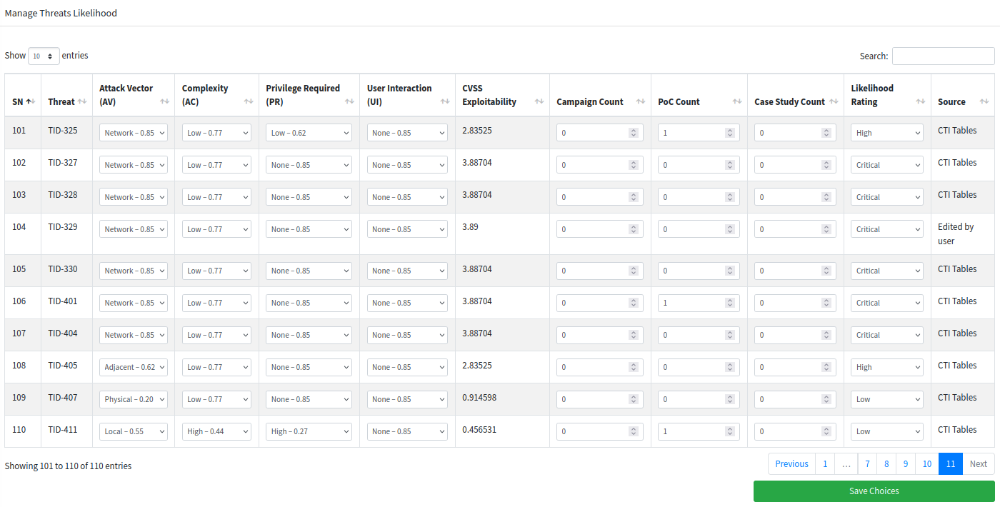 Manage Threats Likelihood
Show 10 entries Search:
SN Threat Attack Vector (AV) Complexity (AC) Privilege Required (PR) User Interaction (UI) CVSS Exploitability Campaign Count PoC Count Case Study Count Likelihood Rating Source
101 TID-325 Network – 0.85 Low – 0.77 Low – 0.62 None – 0.85 2.83525 0 1 0 High CTI Tables
102 TID-327 Network – 0.85 Low – 0.77 None – 0.85 None – 0.85 3.88704 0 0 0 Critical CTI Tables
103 TID-328 Network – 0.85 Low – 0.77 None – 0.85 None – 0.85 3.88704 0 0 0 Critical CTI Tables
104 TID-329 Network – 0.85 Low – 0.77 None – 0.85 None – 0.85 3.89 0 0 0 Critical Edited by user
105 TID-330 Network – 0.85 Low – 0.77 None – 0.85 None – 0.85 3.88704 0 0 0 Critical CTI Tables
106 TID-401 Network – 0.85 Low – 0.77 None – 0.85 None – 0.85 3.88704 0 1 0 Critical CTI Tables
107 TID-404 Network – 0.85 Low – 0.77 None – 0.85 None – 0.85 3.88704 0 0 0 Critical CTI Tables
108 TID-405 Adjacent – 0.62 Low – 0.77 None – 0.85 None – 0.85 2.83525 0 0 0 High CTI Tables
109 TID-407 Physical – 0.20 Low – 0.77 None – 0.85 None – 0.85 0.914598 0 0 0 Low CTI Tables
110 TID-411 Local – 0.55 High – 0.44 High – 0.27 None – 0.85 0.456531 0 1 0 Low CTI Tables
Showing 101 to 110 of 110 entries Previous 1 … 7 8 9 10 11 Next
Save Choices